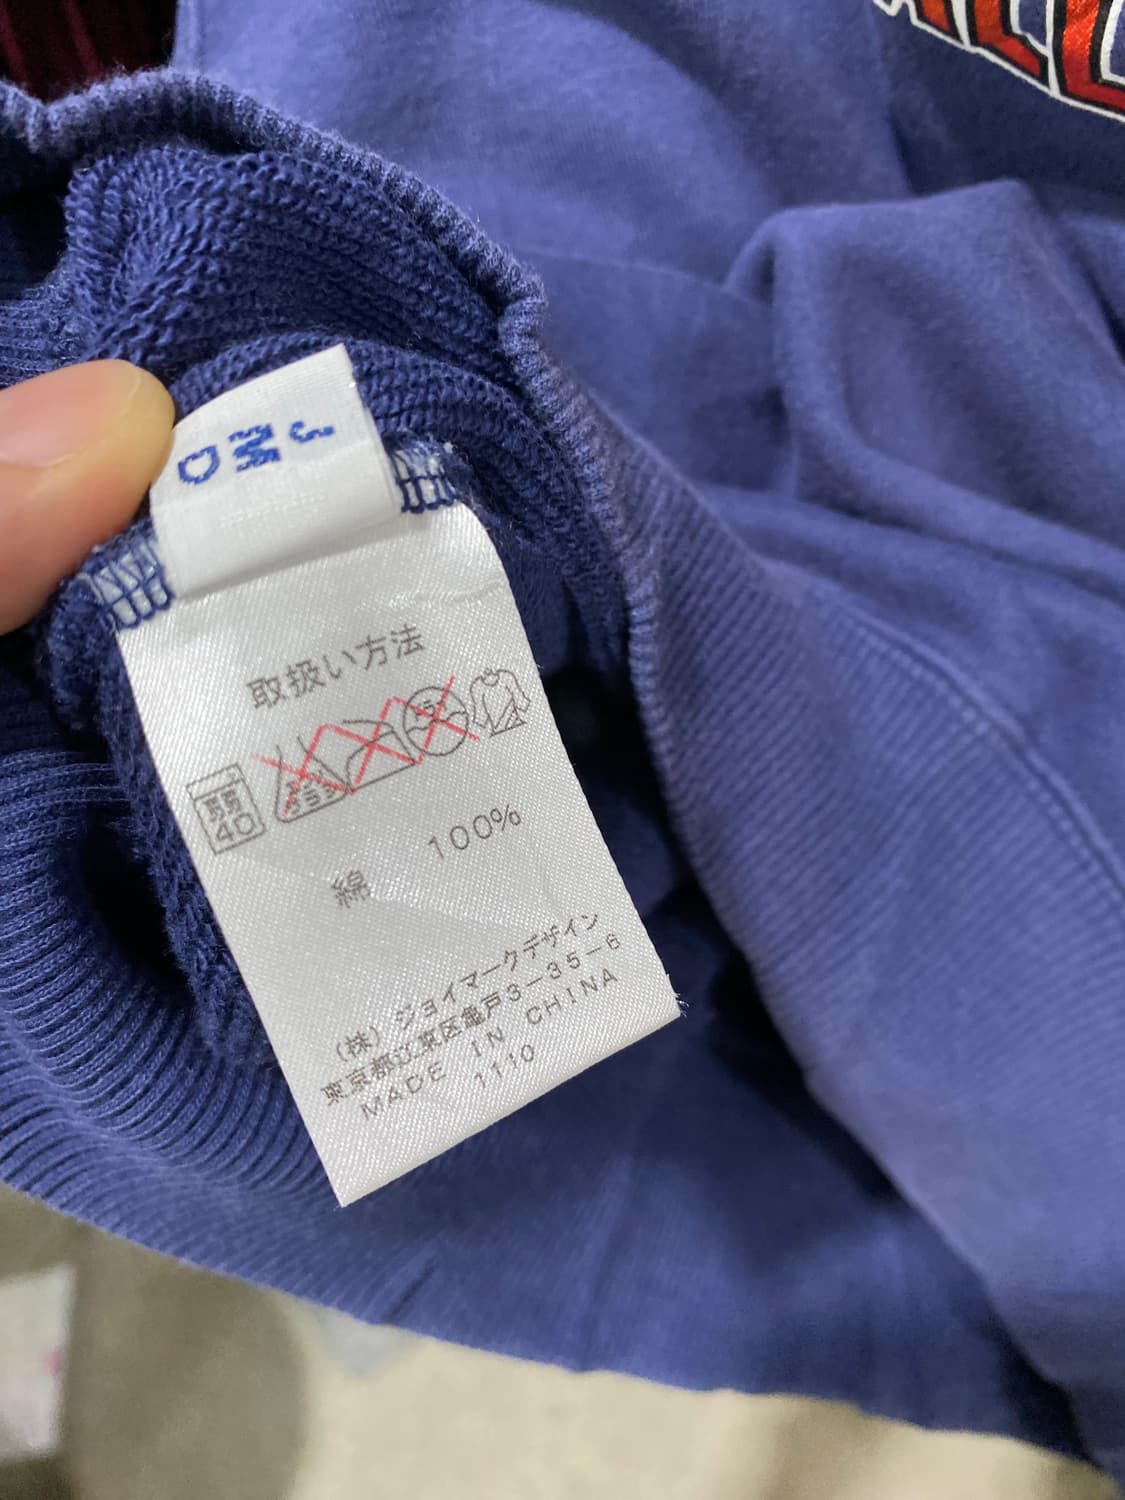 取扱い方法
弱
40
綿 100%
(株) ジョイマークデザイン
東京都江東区亀戸3-35-6
MADE IN CHINA
1110